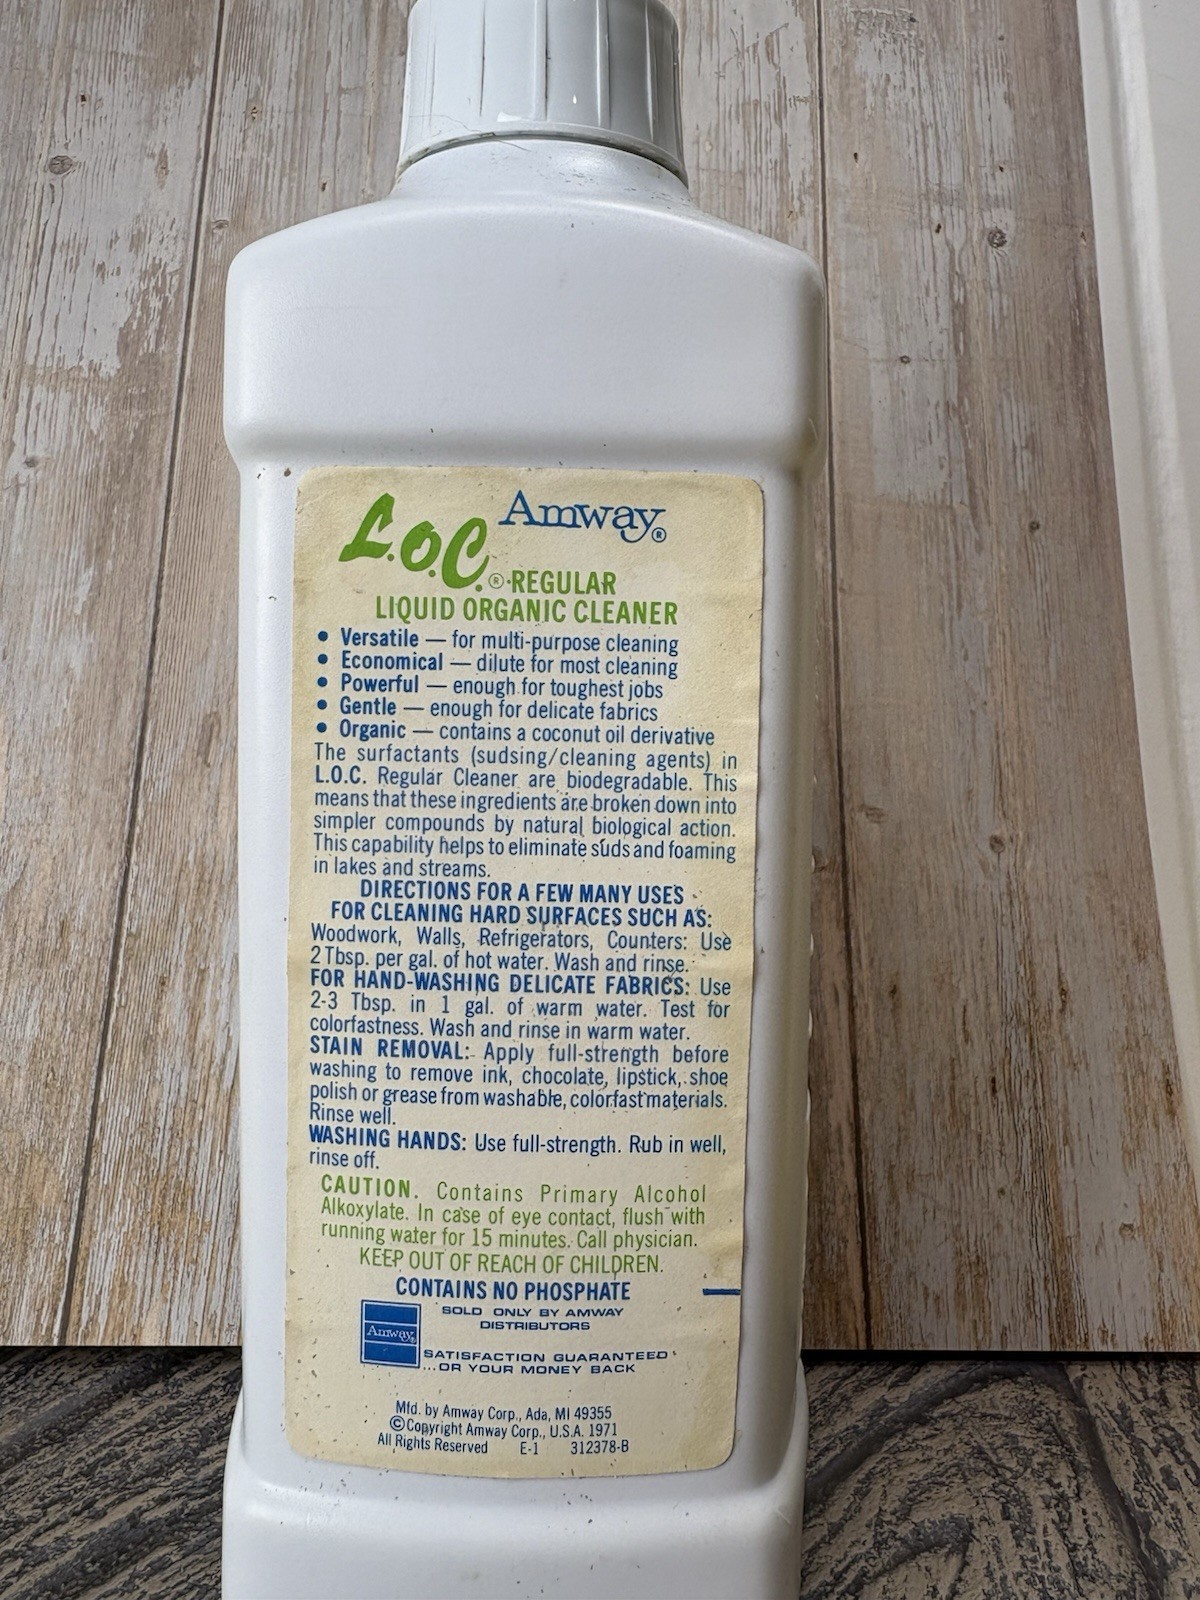 Amway®
L.O.C.® REGULAR
LIQUID ORGANIC CLEANER
• Versatile — for multi-purpose cleaning
• Economical — dilute for most cleaning
• Powerful — enough for toughest jobs
• Gentle — enough for delicate fabrics
• Organic — contains a coconut oil derivative
The surfactants (sudsing/cleaning agents) in
L.O.C. Regular Cleaner are biodegradable. This
means that these ingredients are broken down into
simpler compounds by natural biological action.
This capability helps to eliminate suds and foaming
in lakes and streams.
DIRECTIONS FOR A FEW MANY USES
FOR CLEANING HARD SURFACES SUCH AS:
Woodwork, Walls, Refrigerators, Counters: Use
2 Tbsp. per gal. of hot water. Wash and rinse.
FOR HAND-WASHING DELICATE FABRICS: Use
2-3 Tbsp. in 1 gal. of warm water. Test for
colorfastness. Wash and rinse in warm water.
STAIN REMOVAL: Apply full-strength before
washing to remove ink, chocolate, lipstick, shoe
polish or grease from washable, colorfast materials.
Rinse well.
WASHING HANDS: Use full-strength. Rub in well,
rinse off.
CAUTION. Contains Primary Alcohol
Alkoxylate. In case of eye contact, flush with
running water for 15 minutes. Call physician.
KEEP OUT OF REACH OF CHILDREN.
CONTAINS NO PHOSPHATE
SOLD ONLY BY AMWAY
DISTRIBUTORS
Amway®
SATISFACTION GUARANTEED
...OR YOUR MONEY BACK
Mfd. by Amway Corp., Ada, MI 49355
©Copyright Amway Corp., U.S.A. 1971
All Rights Reserved E-1 312378-B